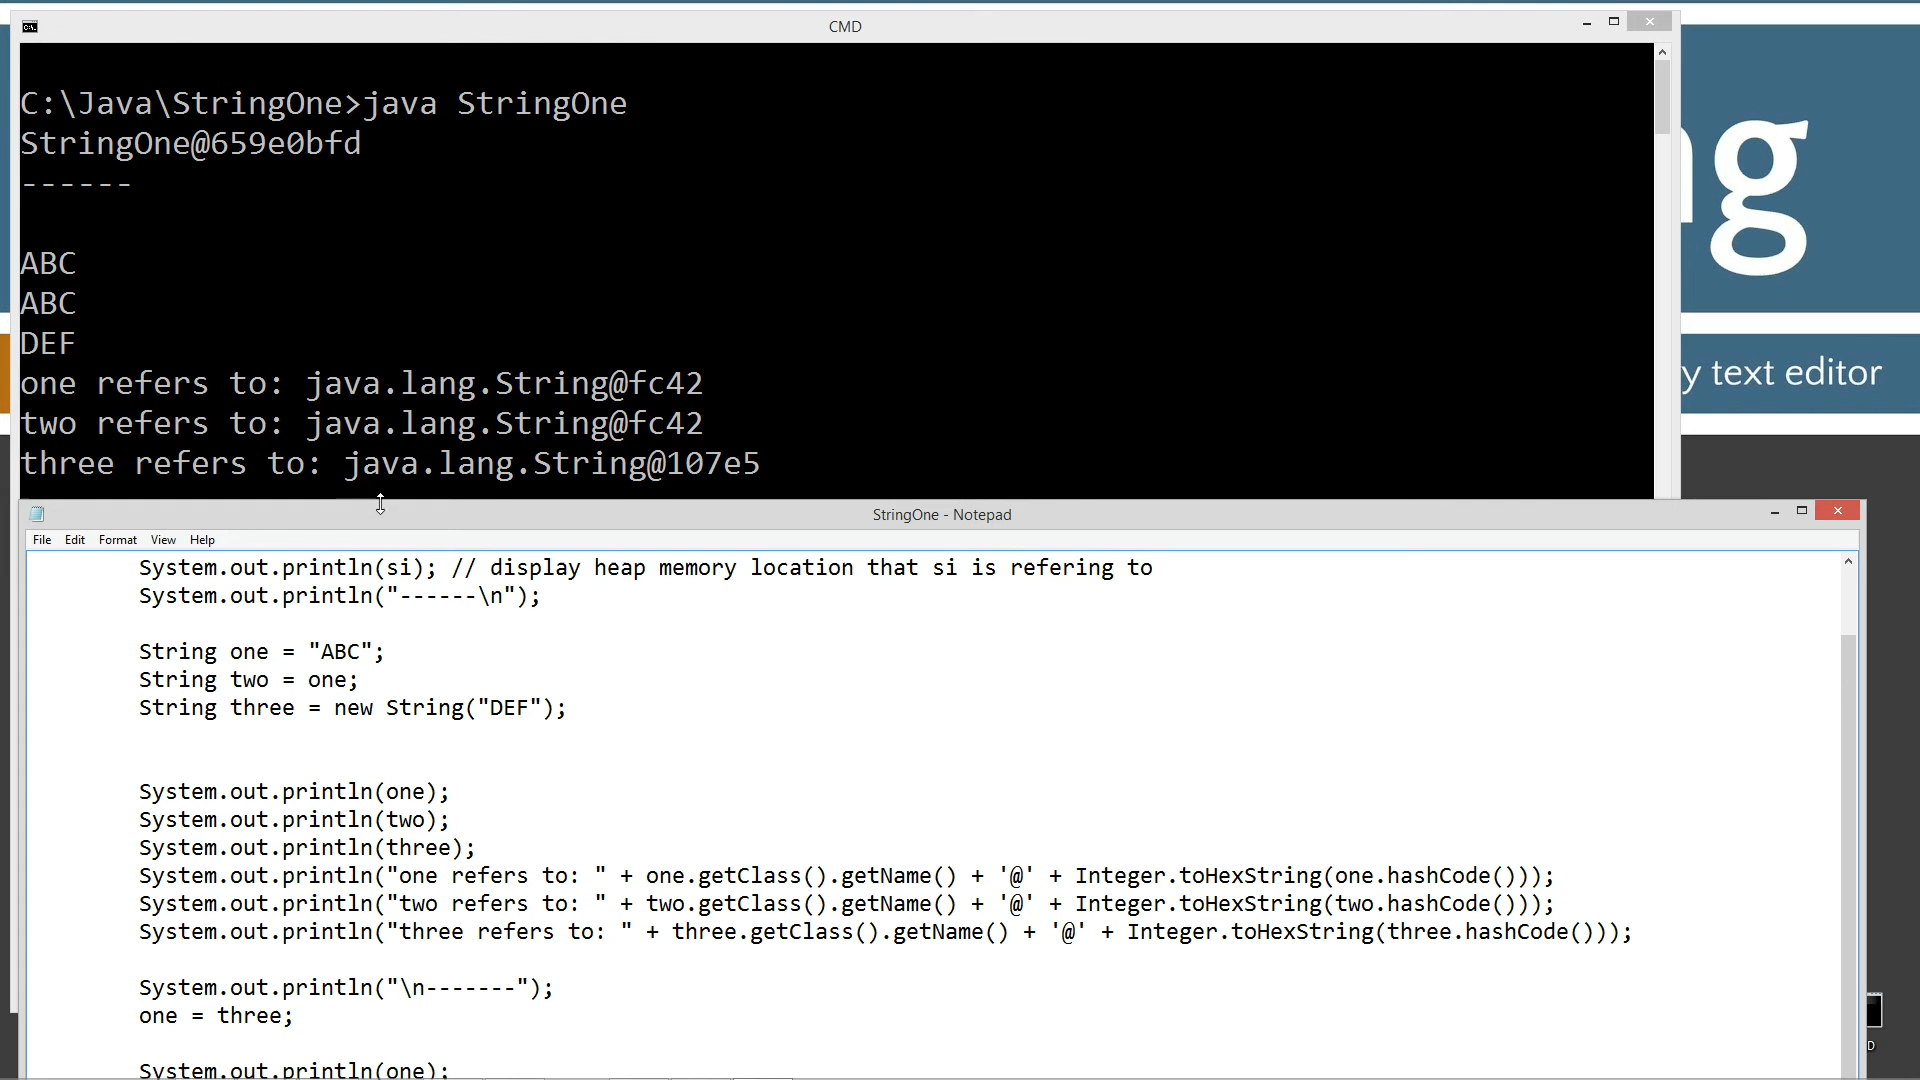 CMD
C:\Java\StringOne>java StringOne
StringOne@659e0bfd
------
ABC
ABC
DEF
one refers to: java.lang.String@fc42
two refers to: java.lang.String@fc42
three refers to: java.lang.String@107e5
g
y text editor
StringOne - Notepad
File Edit Format View Help
System.out.println(si); // display heap memory location that si is refering to
System.out.println("------\n");
String one = "ABC";
String two = one;
String three = new String("DEF");
System.out.println(one);
System.out.println(two);
System.out.println(three);
System.out.println("one refers to: " + one.getClass().getName() + '@' + Integer.toHexString(one.hashCode()));
System.out.println("two refers to: " + two.getClass().getName() + '@' + Integer.toHexString(two.hashCode()));
System.out.println("three refers to: " + three.getClass().getName() + '@' + Integer.toHexString(three.hashCode()));
System.out.println("\n-------");
one = three;
System.out.println(one);
D